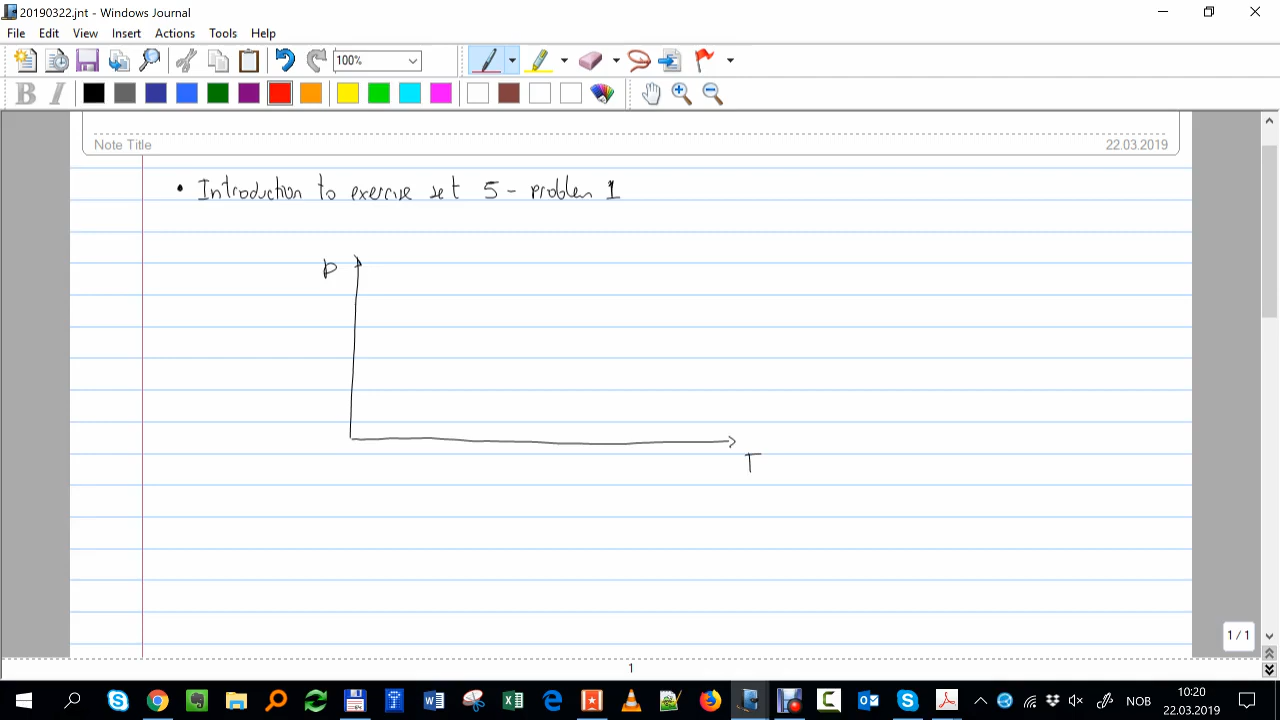 20190322.jnt - Windows Journal
File Edit View Insert Actions Tools Help
100%
B I
Note Title 22.03.2019
• Introduction to exercise set 5 - problem 1
p
T
1 / 1
1
NOB 10:20
22.03.2019